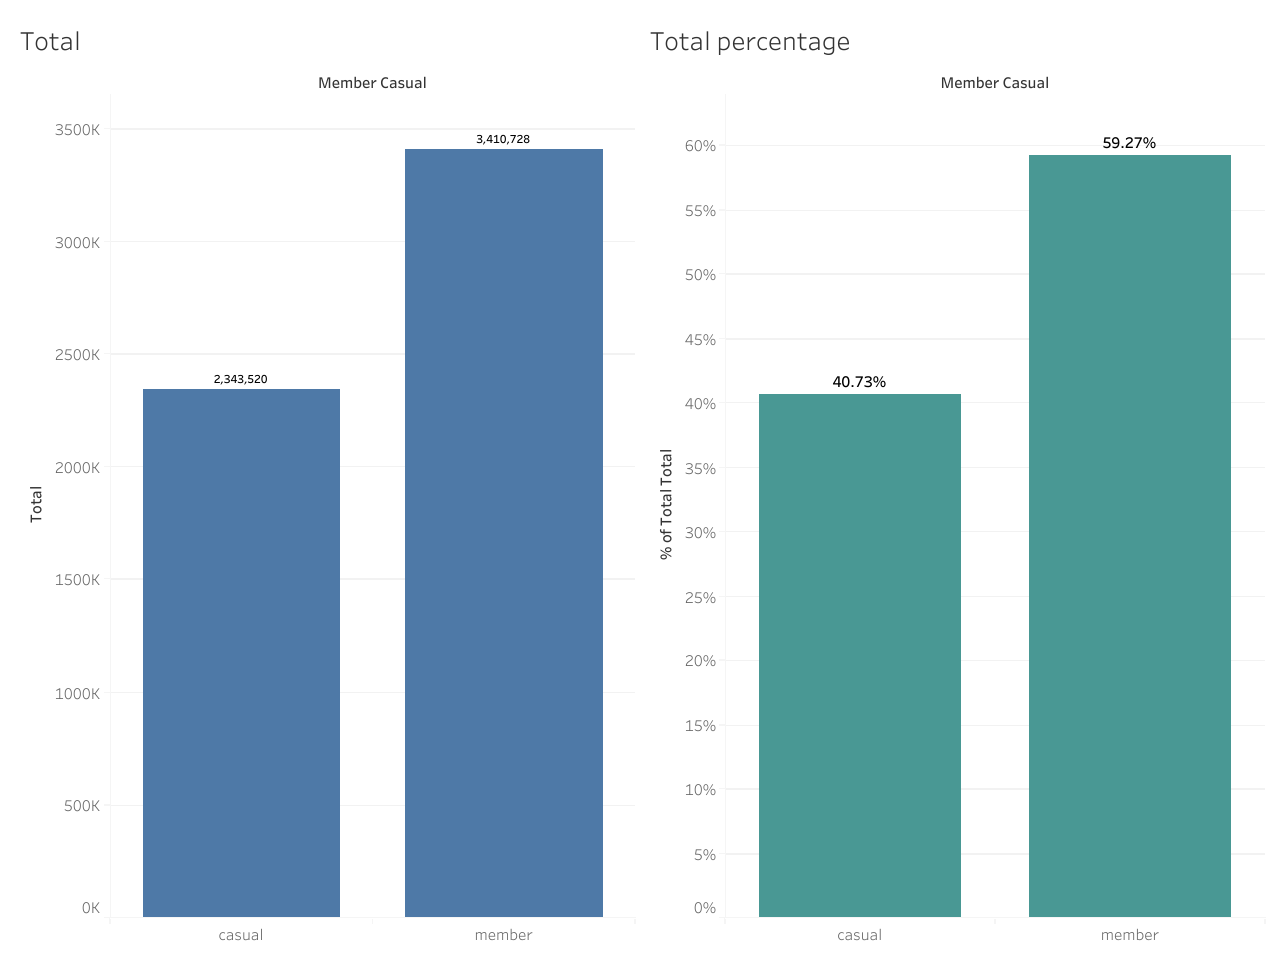 Total
Member Casual
3500K
3000K
2500K
2000K
1500K
1000K
500K
0K
Total
2,343,520
3,410,728
casual
member
Total percentage
Member Casual
60%
55%
50%
45%
40%
35%
30%
25%
20%
15%
10%
5%
0%
% of Total Total
40.73%
59.27%
casual
member